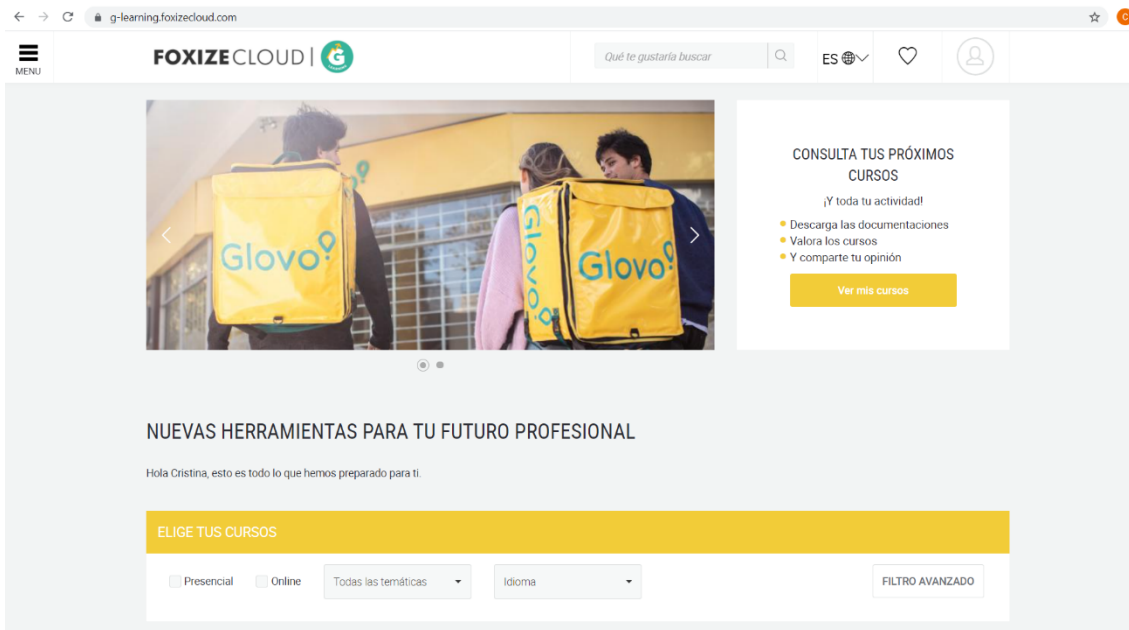 g-learning.foxizecloud.com
C
MENU
FOXIZECLOUD | G
Qué te gustaría buscar
ES
Glovo
Glovo
Glovo
CONSULTA TUS PRÓXIMOS
CURSOS
¡Y toda tu actividad!
Descarga las documentaciones
Valora los cursos
Y comparte tu opinión
Ver mis cursos
NUEVAS HERRAMIENTAS PARA TU FUTURO PROFESIONAL
Hola Cristina, esto es todo lo que hemos preparado para ti.
ELIGE TUS CURSOS
Presencial Online Todas las temáticas Idioma FILTRO AVANZADO